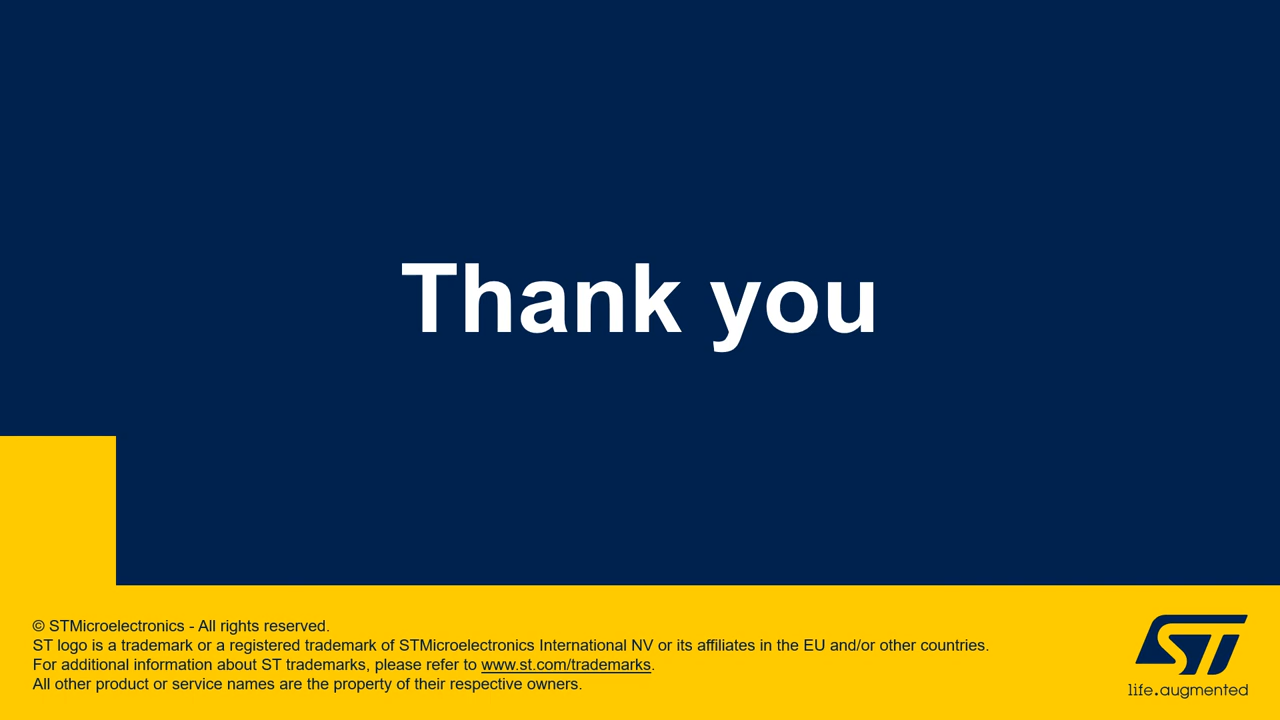 Thank you
© STMicroelectronics - All rights reserved.
ST logo is a trademark or a registered trademark of STMicroelectronics International NV or its affiliates in the EU and/or other countries.
For additional information about ST trademarks, please refer to www.st.com/trademarks.
All other product or service names are the property of their respective owners.
ST
life.augmented